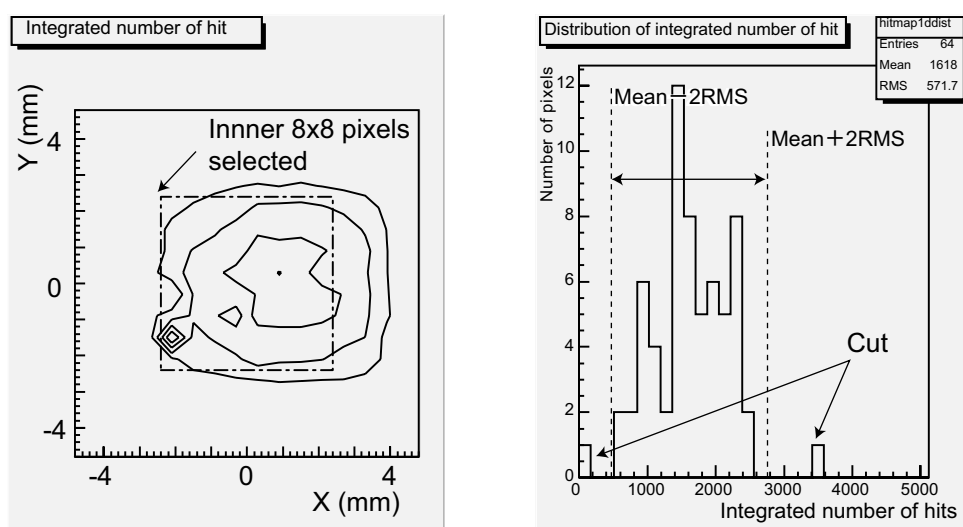 Integrated number of hit
Y (mm)
4
0
-4
Innner 8x8 pixels
selected
-4
0
4
X (mm)
Distribution of integrated number of hit
hitmap1ddist
Entries 64
Mean 1618
RMS 571.7
Number of pixels
12
10
8
6
4
2
0
Mean−2RMS
Mean+2RMS
Cut
0 1000 2000 3000 4000 5000
Integrated number of hits